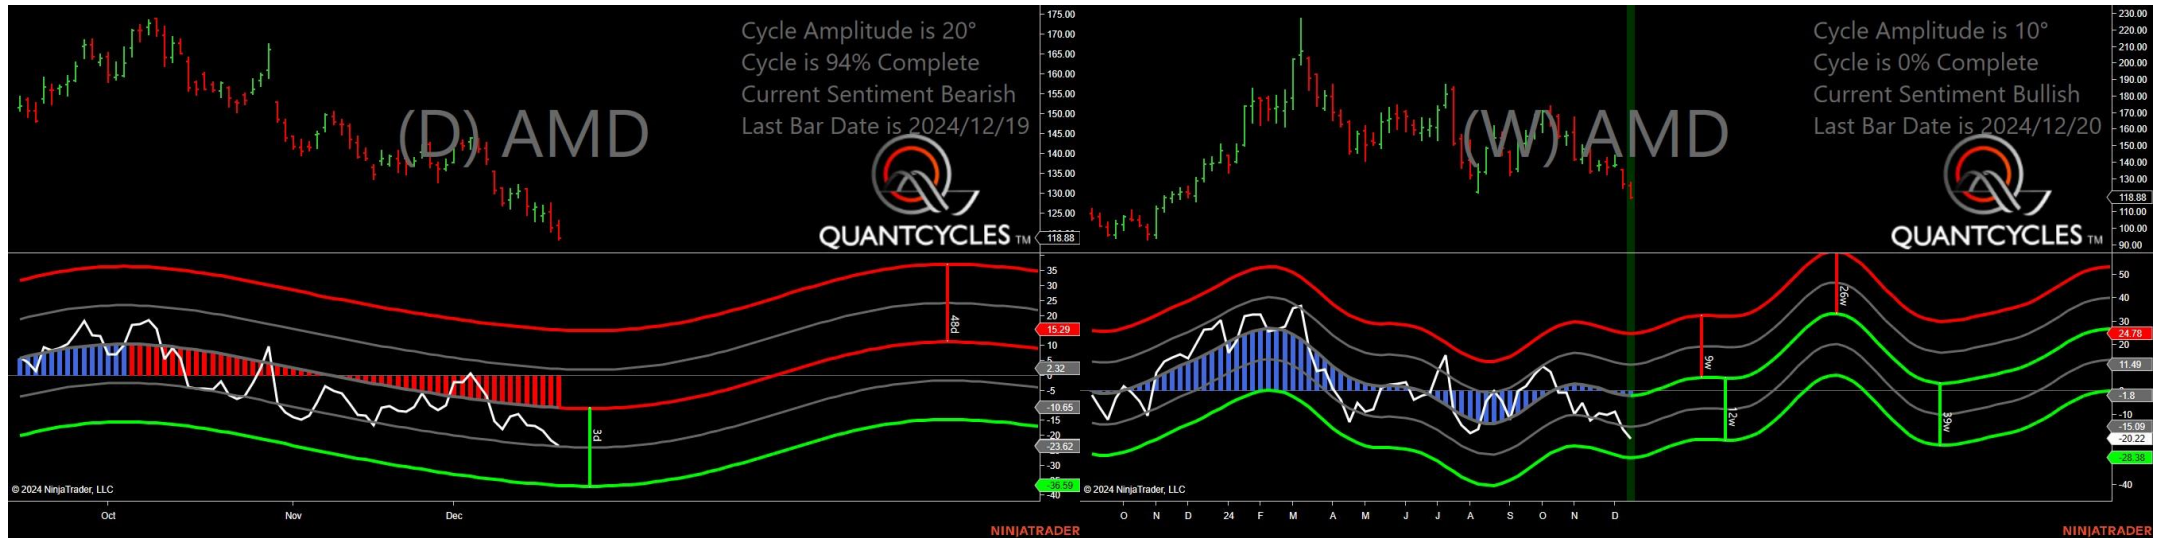 Cycle Amplitude is 20°
Cycle is 94% Complete
Current Sentiment Bearish
Last Bar Date is 2024/12/19
(D) AMD
QUANTCYCLES TM
175.00
170.00
165.00
160.00
155.00
150.00
145.00
140.00
135.00
130.00
125.00
118.88
35
30
25
20
15.29
10
5
2.32
-5
-10.65
-15
-20
-23.62
-30
-36.59
-40
48d
3d
© 2024 NinjaTrader, LLC
Oct Nov Dec
NINJATRADER
Cycle Amplitude is 10°
Cycle is 0% Complete
Current Sentiment Bullish
Last Bar Date is 2024/12/20
(W) AMD
QUANTCYCLES TM
230.00
220.00
210.00
200.00
190.00
180.00
170.00
160.00
150.00
140.00
130.00
118.88
110.00
100.00
90.00
50
40
30
24.78
20
11.49
-1.8
-10
-15.09
-20.22
-28.38
-40
26w
9w
12w
39w
© 2024 NinjaTrader, LLC
O N D 24 F M A M J J A S O N D
NINJATRADER